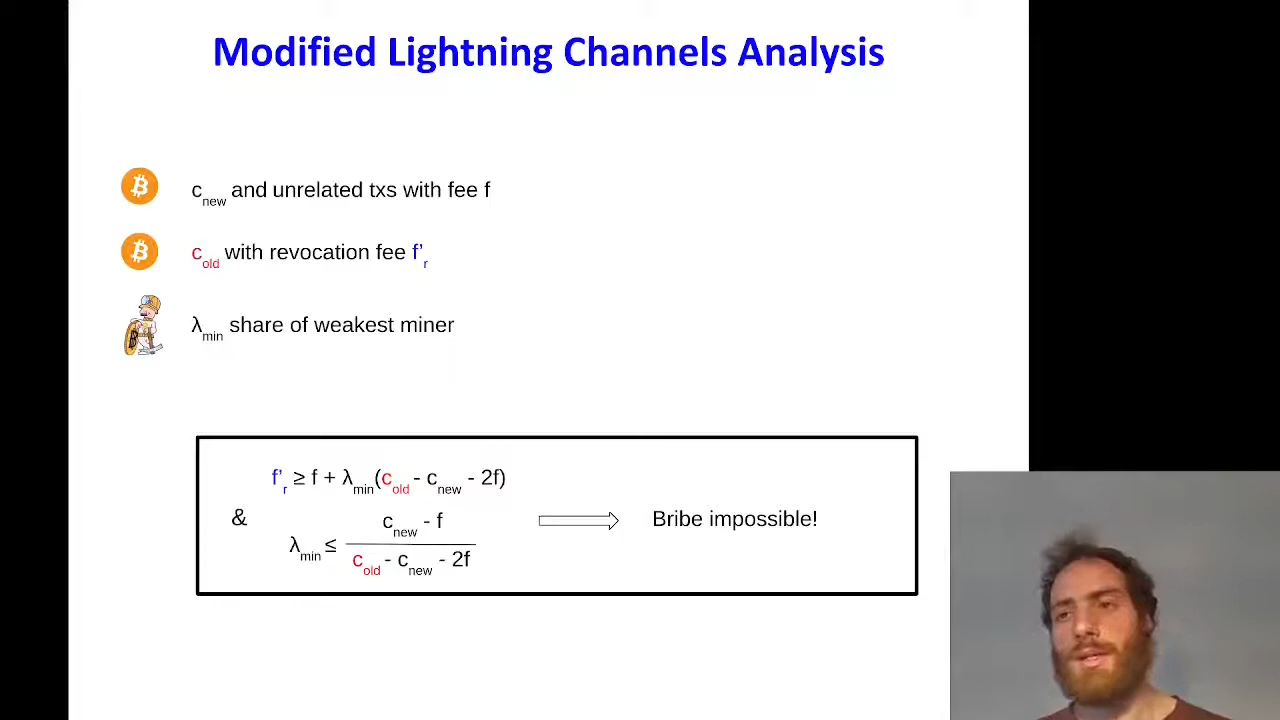 Modified Lightning Channels Analysis
c_new and unrelated txs with fee f
c_old with revocation fee f'_r
λ_min share of weakest miner
f'_r ≥ f + λ_min(c_old - c_new - 2f)
&
λ_min ≤ (c_new - f) / (c_old - c_new - 2f)
Bribe impossible!